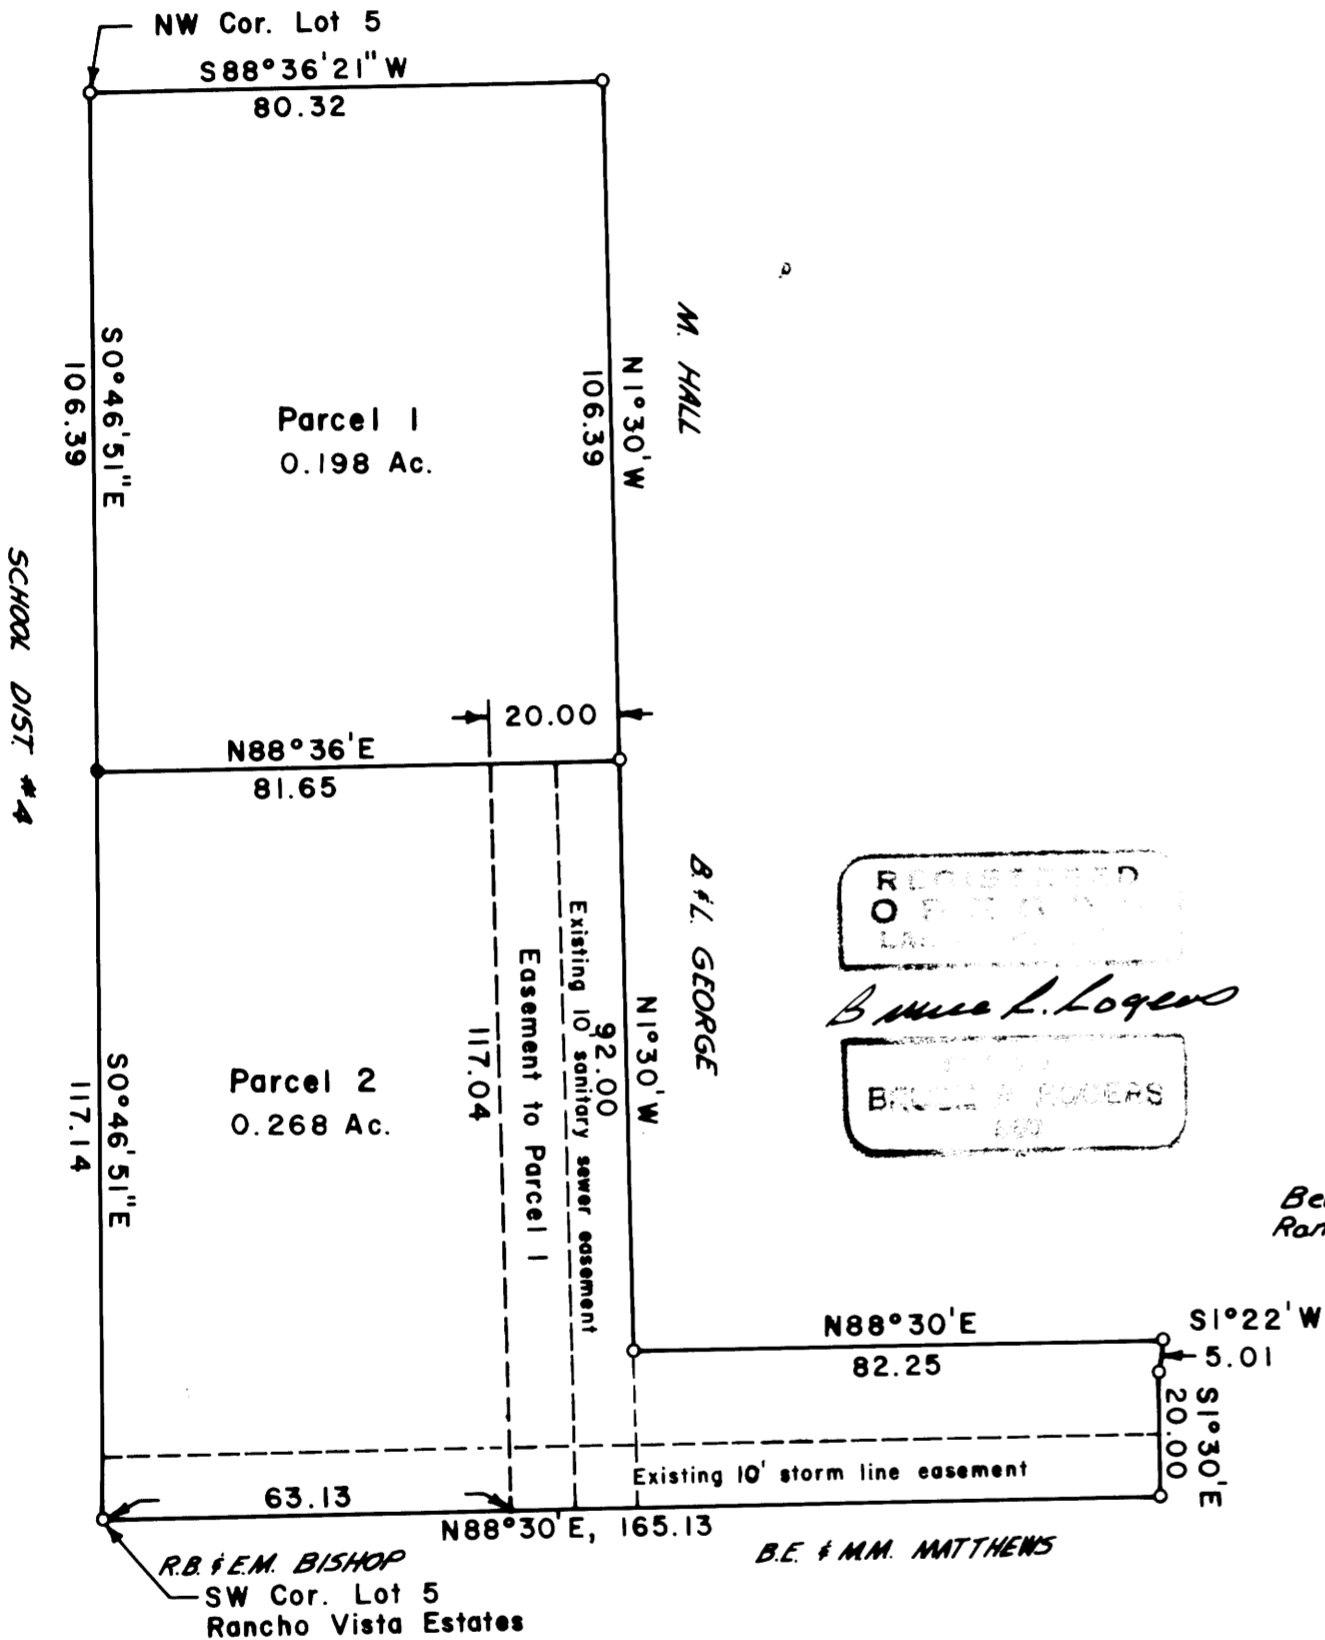 NW Cor. Lot 5
S88°36'21"W
80.32
S0°46'51"E
106.39
Parcel 1
0.198 Ac.
N1°30'W
106.39
M. HALL
SCHOOL DIST. #4
20.00
N88°36'E
81.65
B. & L. GEORGE
S0°46'51"E
117.14
Parcel 2
0.268 Ac.
117.04
Easement to Parcel 1
Existing 10' sanitary sewer easement
92.00
N1°30'W
REGISTERED
BRUCE ROGERS
N88°30'E
82.25
S1°22'W
5.01
S1°30'E
20.00
Existing 10' storm line easement
63.13
N88°30'E, 165.13
R.B. & E.M. BISHOP
B.E. & M.M. MATTHEWS
SW Cor. Lot 5
Rancho Vista Estates